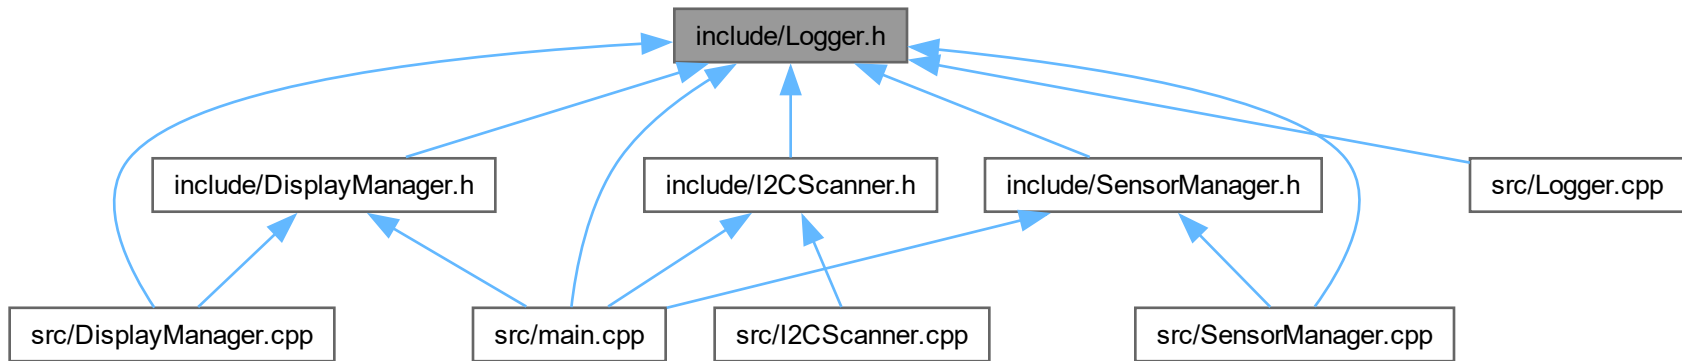 include/Logger.h
include/DisplayManager.h
include/I2CScanner.h
include/SensorManager.h
src/Logger.cpp
src/DisplayManager.cpp
src/main.cpp
src/I2CScanner.cpp
src/SensorManager.cpp